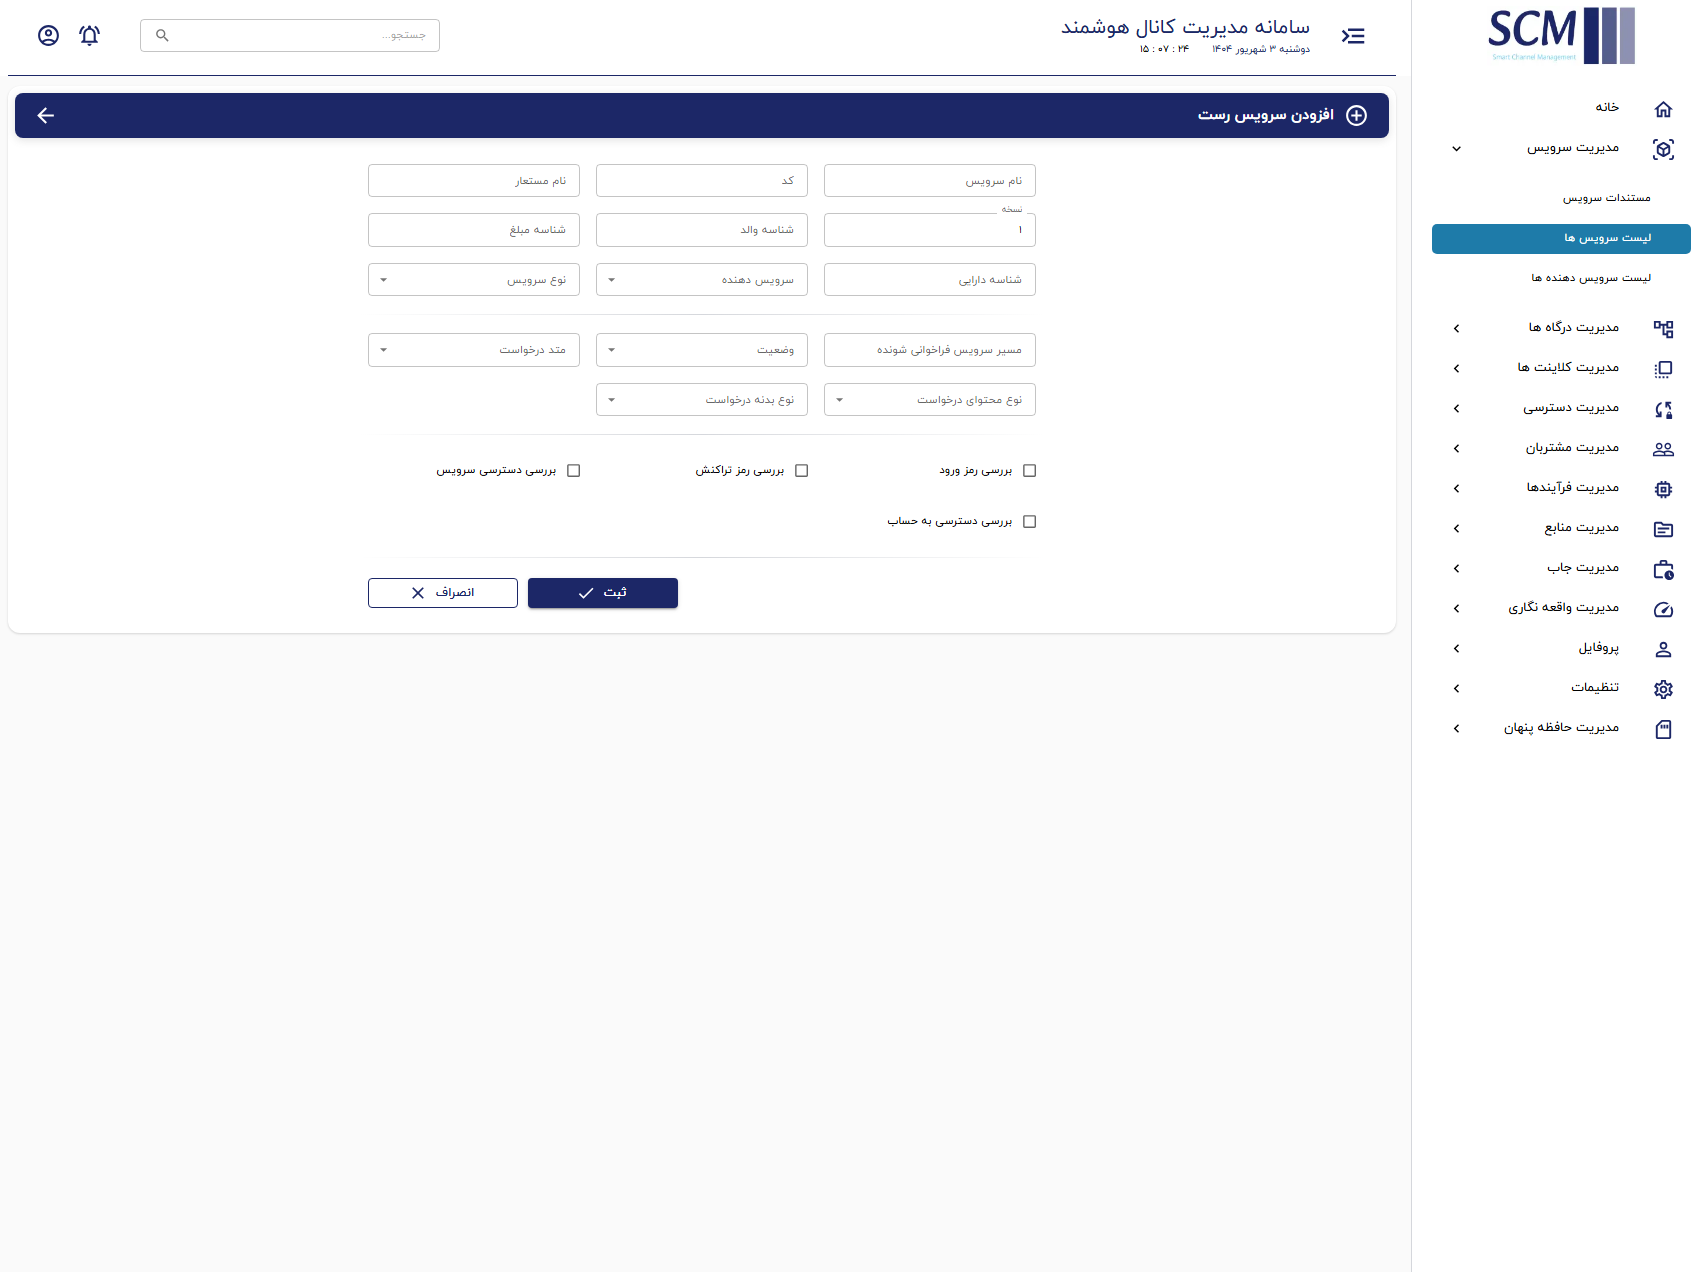 SCM
Smart Channel Management
خانه
مدیریت سرویس
مستندات سرویس
لیست سرویس ها
لیست سرویس دهنده ها
مدیریت درگاه ها
مدیریت کلاینت ها
مدیریت دسترسی
مدیریت مشتریان
مدیریت فرآیندها
مدیریت منابع
مدیریت جاب
مدیریت واقعه نگاری
پروفایل
تنظیمات
مدیریت حافظه پنهان
سامانه مدیریت کانال هوشمند
دوشنبه ۳ شهریور ۱۴۰۴ ۱۵ : ۰۷ : ۲۴
جستجو...
افزودن سرویس رست
نام سرویس کد نام مستعار
نسخه
۱ شناسه والد شناسه مبلغ
شناسه دارایی سرویس دهنده نوع سرویس
مسیر سرویس فراخوانی شونده وضعیت متد درخواست
نوع محتوای درخواست نوع بدنه درخواست
بررسی رمز ورود بررسی رمز تراکنش بررسی دسترسی سرویس
بررسی دسترسی به حساب
ثبت انصراف